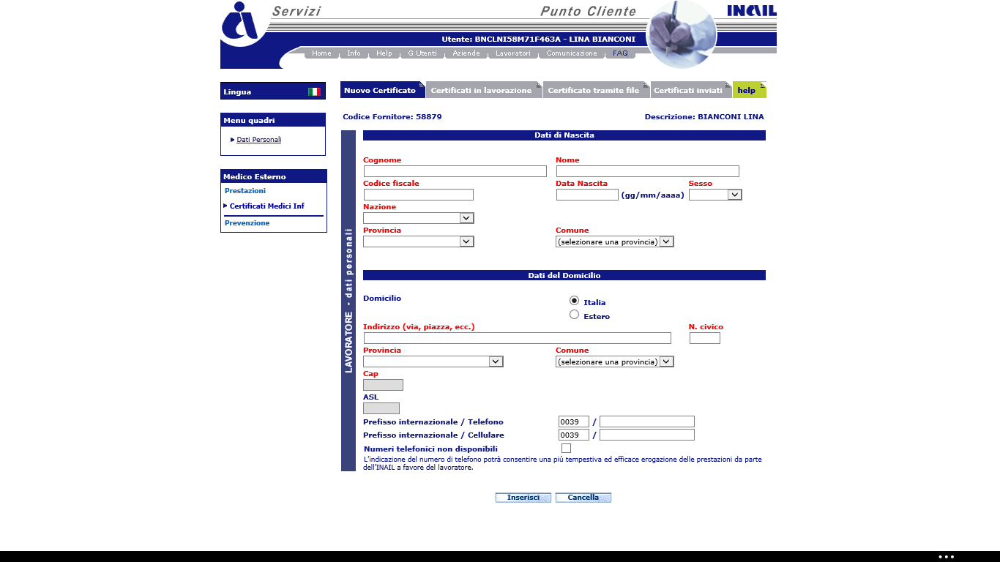 Servizi
Punto Cliente
INAIL
Utente: BNCLNI58M71F463A - LINA BIANCONI
Home Info Help G.Utenti Aziende Lavoratori Comunicazione FAQ
Lingua
Nuovo Certificato Certificati in lavorazione Certificato tramite file Certificati inviati help
Menu quadri
Dati Personali
Medico Esterno
Prestazioni
Certificati Medici Inf
Prevenzione
Codice Fornitore: 58879 Descrizione: BIANCONI LINA
LAVORATORE - dati personali
Dati di Nascita
Cognome Nome
Codice fiscale Data Nascita Sesso
(gg/mm/aaaa)
Nazione
Provincia Comune
(selezionare una provincia)
Dati del Domicilio
Domicilio
Italia
Estero
Indirizzo (via, piazza, ecc.) N. civico
Provincia Comune
(selezionare una provincia)
Cap
ASL
Prefisso internazionale / Telefono 0039 /
Prefisso internazionale / Cellulare 0039 /
Numeri telefonici non disponibili
L'indicazione del numero di telefono potrà consentire una più tempestiva ed efficace erogazione delle prestazioni da parte
dell'INAIL a favore del lavoratore.
Inserisci Cancella